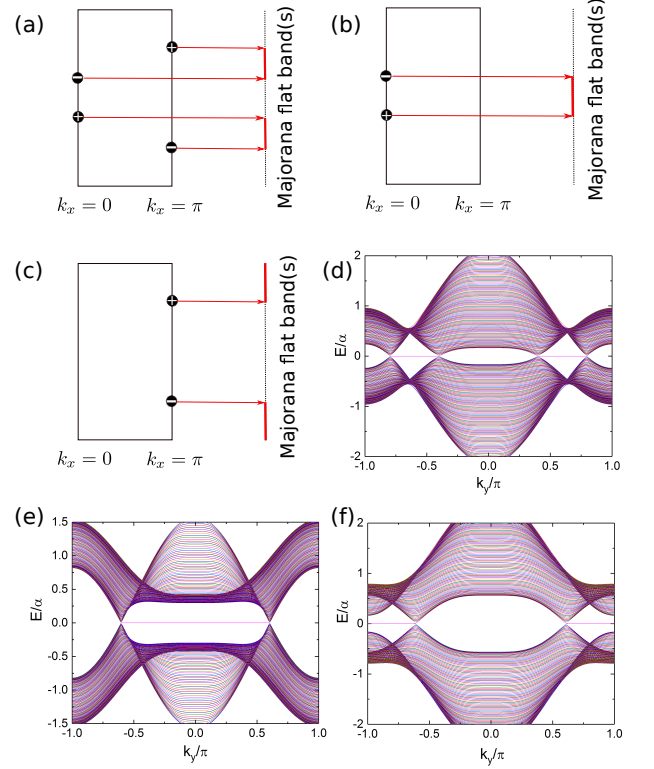 (a)
Majorana flat band(s)
k_x = 0
k_x = π
(b)
Majorana flat band(s)
k_x = 0
k_x = π
(c)
Majorana flat band(s)
k_x = 0
k_x = π
(d)
2
1
0
-1
-2
E/α
-1.0 -0.5 0.0 0.5 1.0
k_y/π
(e)
1.5
1.0
0.5
0.0
-0.5
-1.0
-1.5
E/α
-1.0 -0.5 0.0 0.5 1.0
k_y/π
(f)
2
1
0
-1
2
E/α
-1.0 -0.5 0.0 0.5 1.0
k_y/π